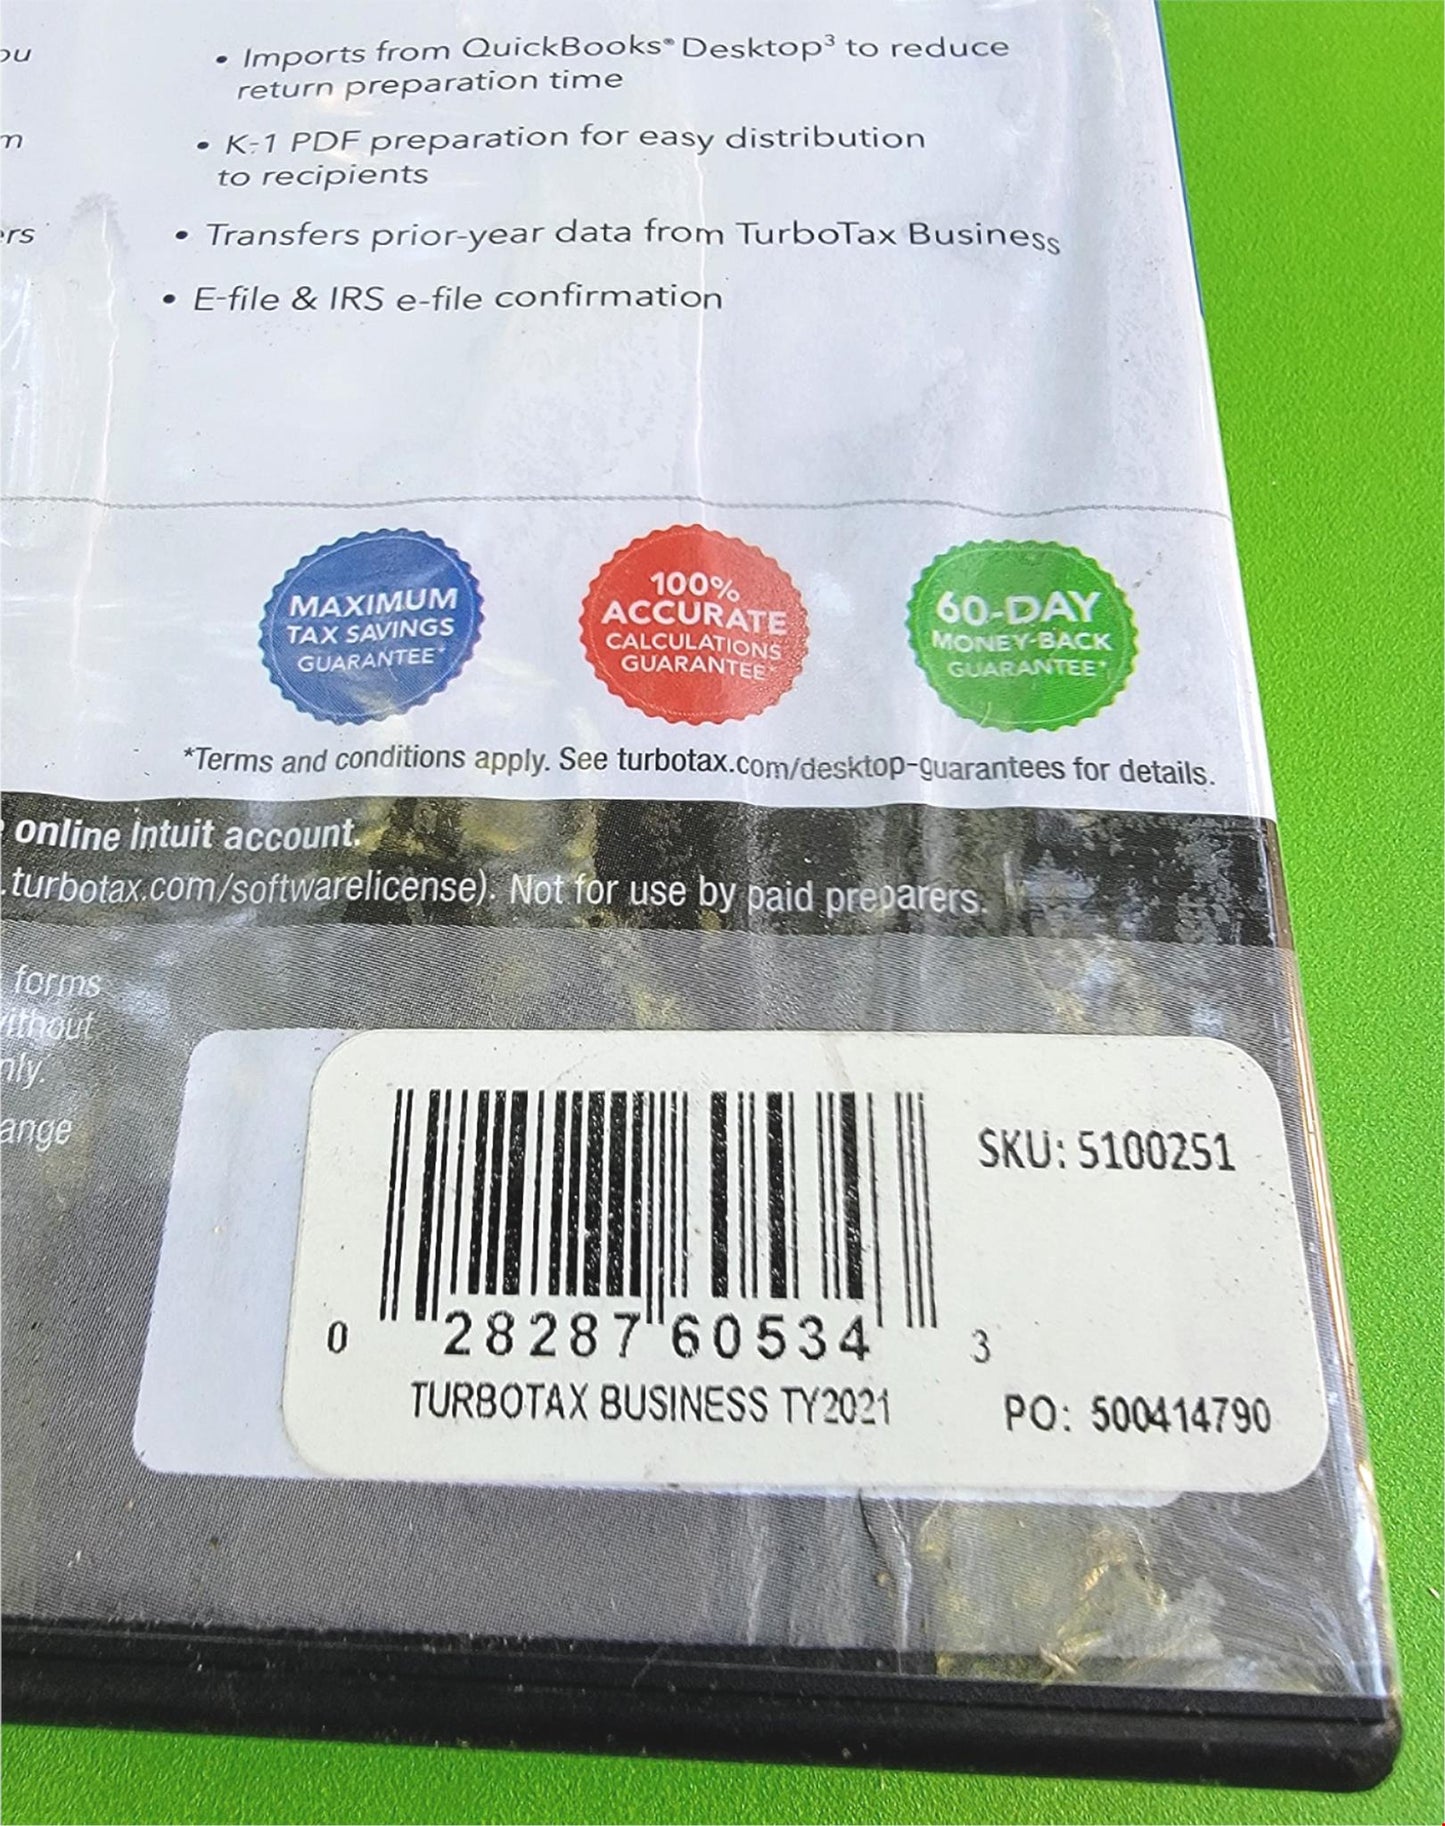 • Imports from QuickBooks® Desktop³ to reduce
return preparation time
• K-1 PDF preparation for easy distribution
to recipients
• Transfers prior-year data from TurboTax Business
• E-file & IRS e-file confirmation
MAXIMUM
TAX SAVINGS
GUARANTEE*
100%
ACCURATE
CALCULATIONS
GUARANTEE*
60-DAY
MONEY-BACK
GUARANTEE*
*Terms and conditions apply. See turbotax.com/desktop-guarantees for details.
online Intuit account.
.turbotax.com/softwarelicense). Not for use by paid preparers.
forms
SKU: 5100251
0 28287 60534 3
TURBOTAX BUSINESS TY2021
PO: 500414790